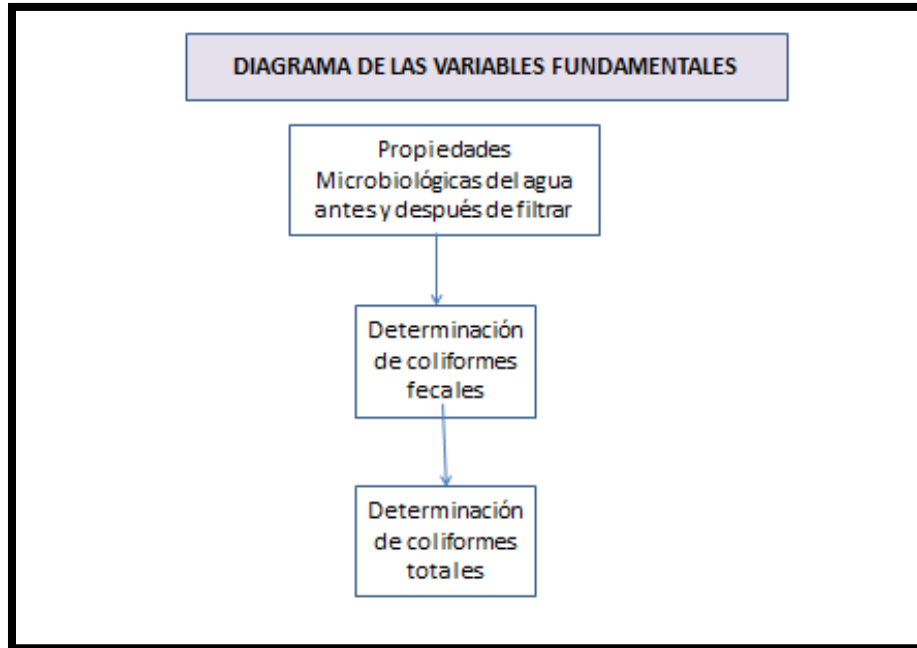 DIAGRAMA DE LAS VARIABLES FUNDAMENTALES
Propiedades
Microbiológicas del agua
antes y después de filtrar
Determinación
de coliformes
fecales
Determinación
de coliformes
totales